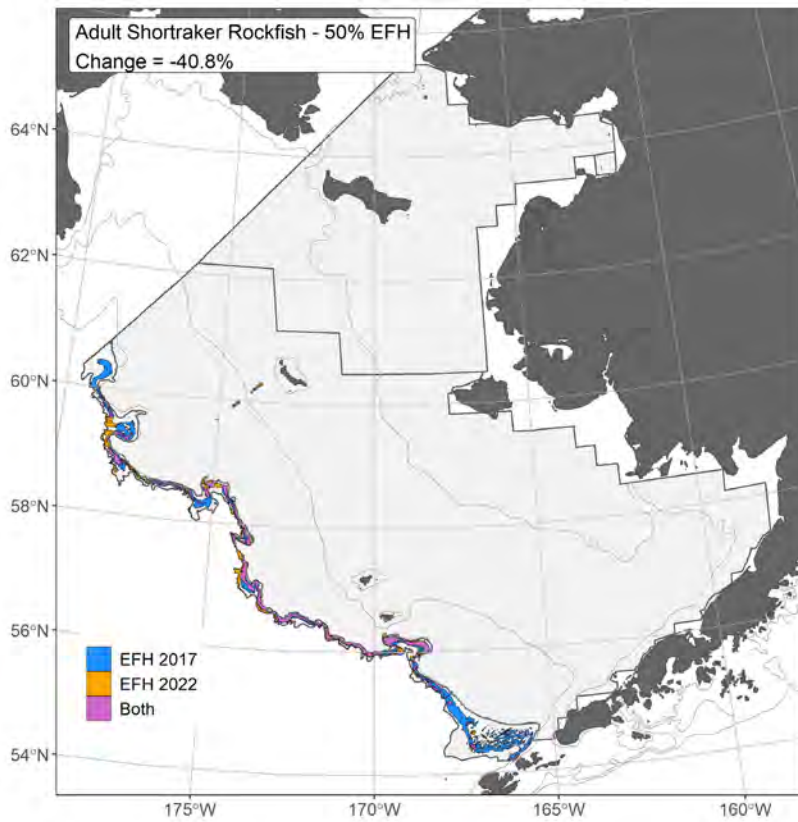 Adult Shortraker Rockfish - 50% EFH
Change = -40.8%
64°N
62°N
60°N
58°N
56°N
54°N
EFH 2017
EFH 2022
Both
175°W
170°W
165°W
160°W